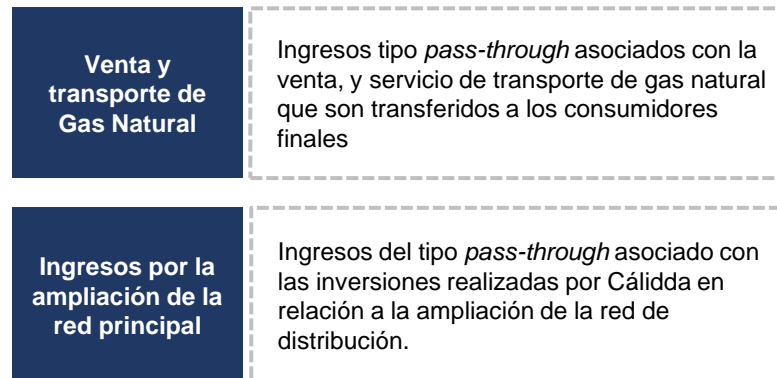 Venta y
transporte de
Gas Natural
Ingresos tipo pass-through asociados con la
venta, y servicio de transporte de gas natural
que son transferidos a los consumidores
finales
Ingresos por la
ampliación de la
red principal
Ingresos del tipo pass-through asociado con
las inversiones realizadas por Cálidda en
relación a la ampliación de la red de
distribución.